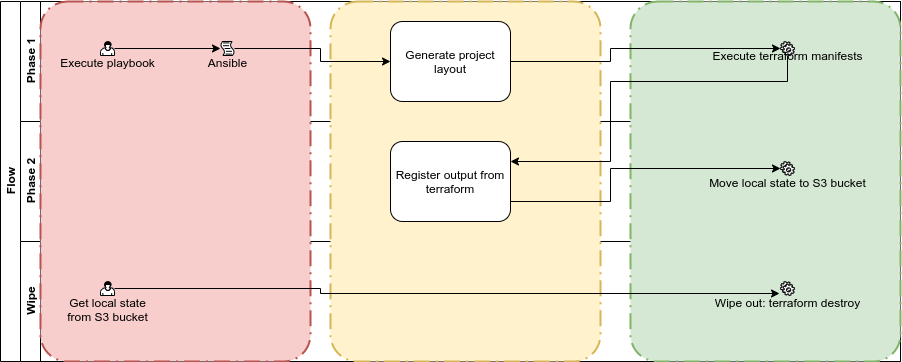 Flow
Phase 1
Execute playbook
Ansible
Generate project
layout
Execute terraform manifests
Phase 2
Register output from
terraform
Move local state to S3 bucket
Wipe
Get local state
from S3 bucket
Wipe out: terraform destroy